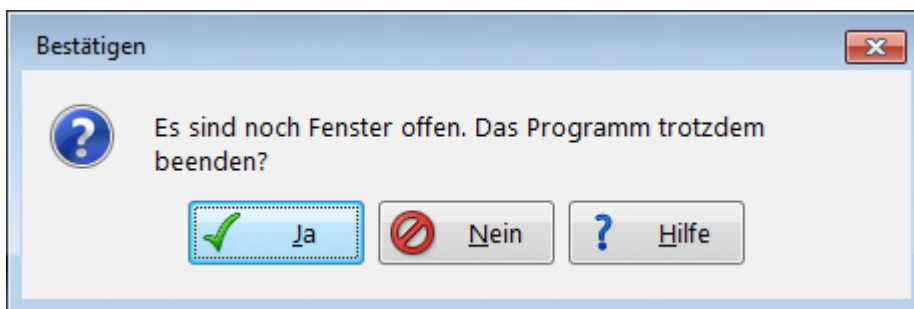 Bestätigen
Es sind noch Fenster offen. Das Programm trotzdem
beenden?
Ja Nein Hilfe